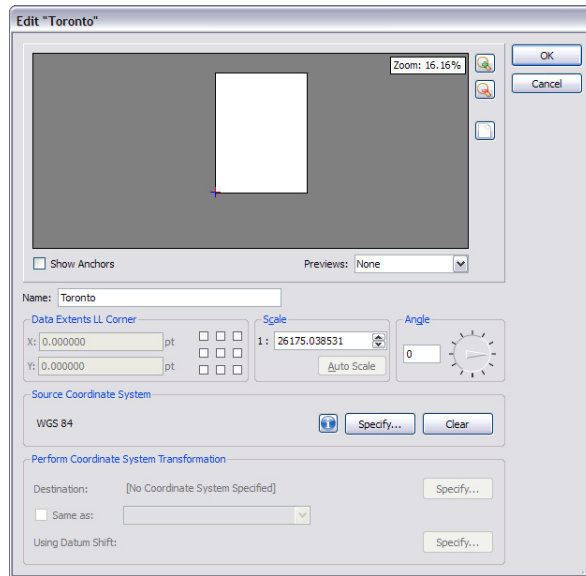 Edit "Toronto"
Zoom: 16.16%
OK
Cancel
Show Anchors
Previews: None
Name: Toronto
Data Extents LL Corner
X: 0.000000 pt
Y: 0.000000 pt
Scale
1: 26175.038531
Auto Scale
Angle
0
Source Coordinate System
WGS 84
Specify... Clear
Perform Coordinate System Transformation
Destination: [No Coordinate System Specified] Specify...
Same as:
Using Datum Shift: Specify...